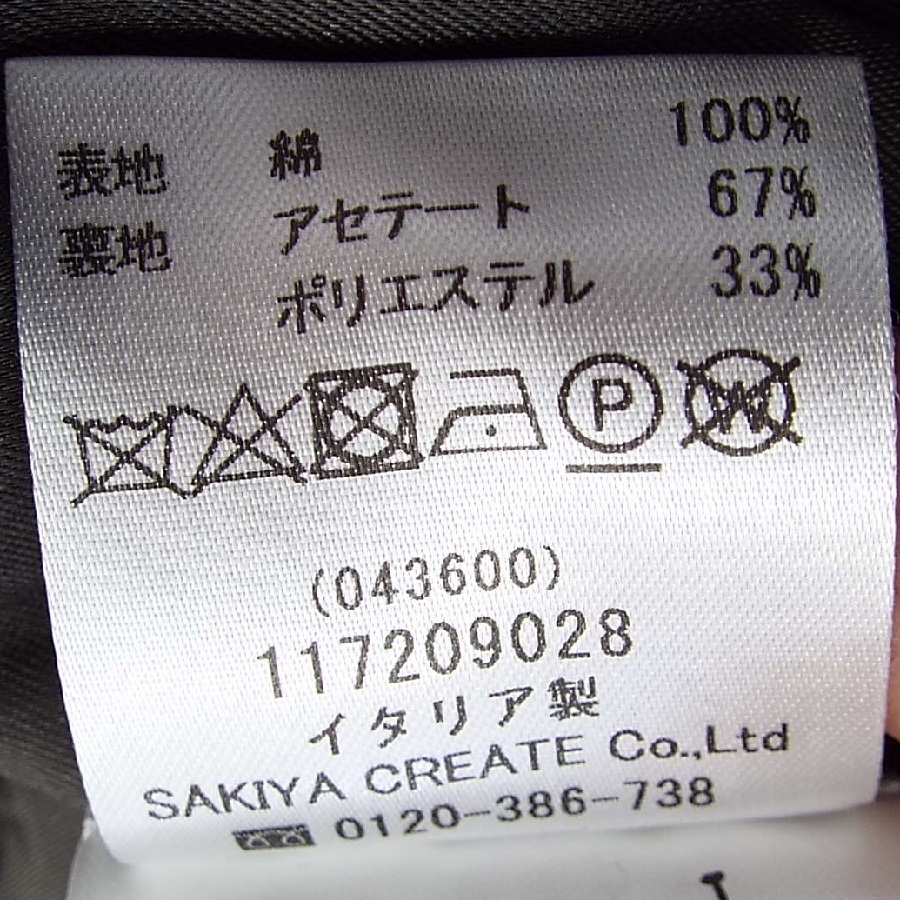 表地 綿 100%
裏地 アセテート 67%
ポリエステル 33%
P W
(043600)
117209028
イタリア製
SAKIYA CREATE Co.,Ltd
0120-386-738